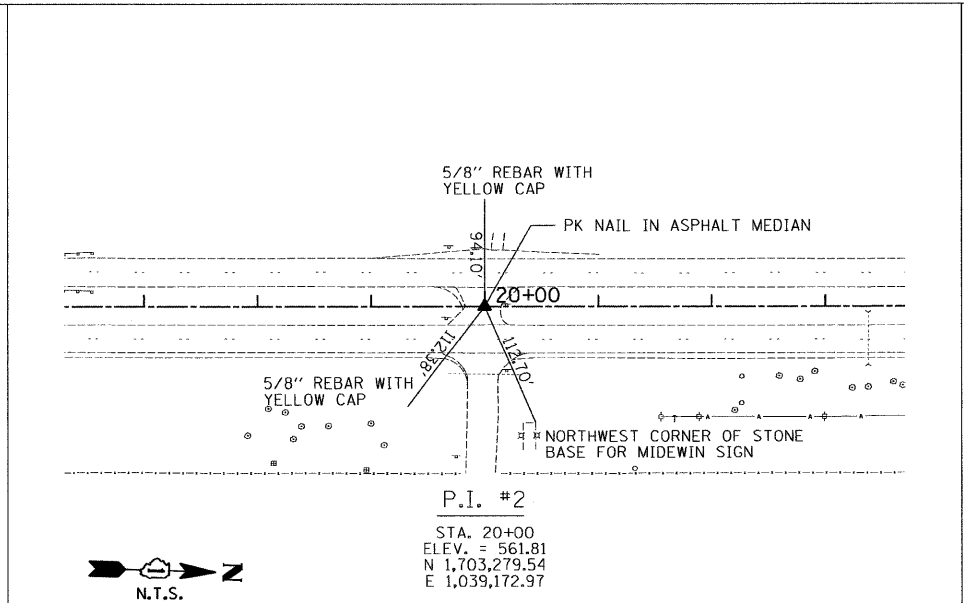 5/8" REBAR WITH
YELLOW CAP
PK NAIL IN ASPHALT MEDIAN
94.10'
20+00
112.38'
112.70'
5/8" REBAR WITH
YELLOW CAP
NORTHWEST CORNER OF STONE
BASE FOR MIDEWIN SIGN
P.I. #2
STA. 20+00
ELEV. = 561.81
N 1,703,279.54
E 1,039,172.97
N
N.T.S.